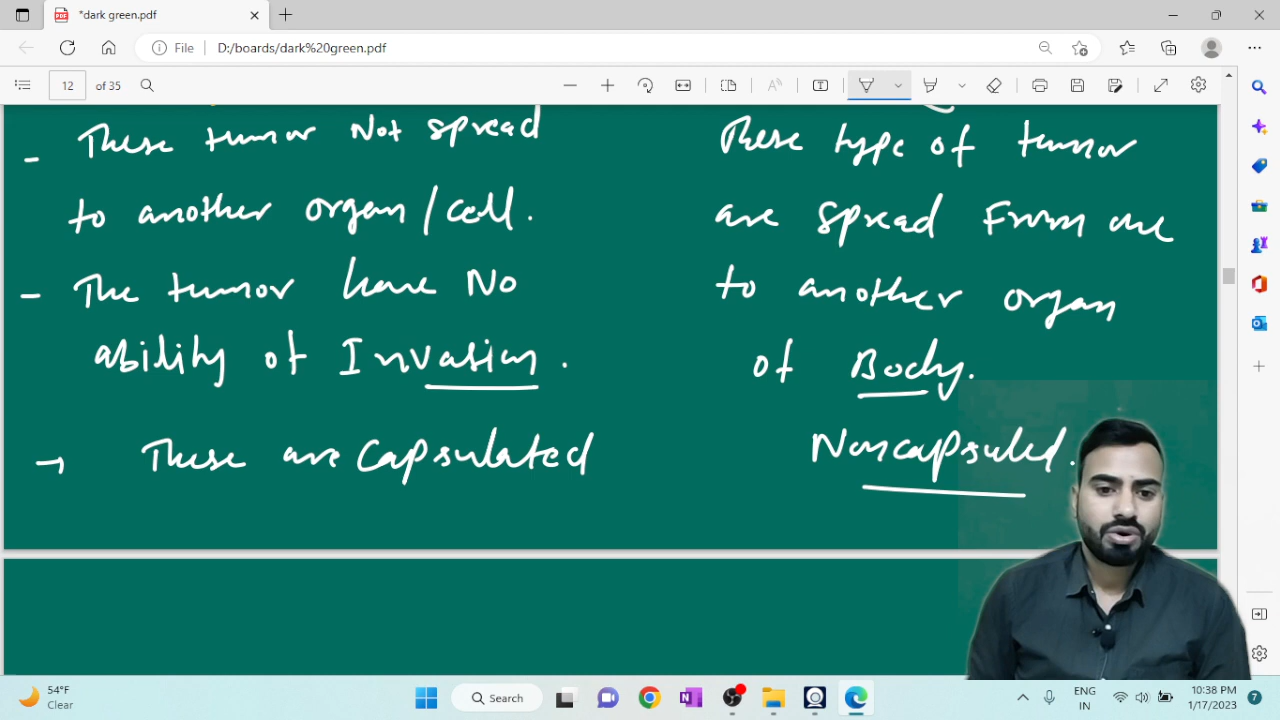 *dark green.pdf
File D:/boards/dark%20green.pdf
12 of 35
- These tumor Not spread
to another organ/cell.
- The tumor have No
ability of Invasion.
→ These are capsulated
These type of tumor
are spread From one
to another organ
of Body.
Noncapsuled.
54°F
Clear
Search
ENG
IN
10:38 PM
1/17/2023
7